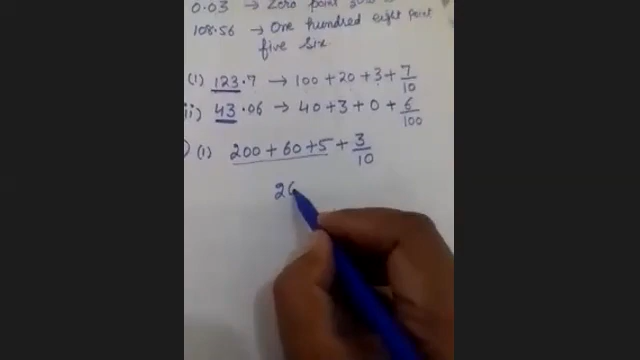 0.03 → Zero point zero
108.56 → One hundred eight point
five six
(i) 123.7 → 100 + 20 + 3 + 7/10
ii) 43.06 → 40 + 3 + 0 + 6/100
(i) 200 + 60 + 5 + 3/10
26